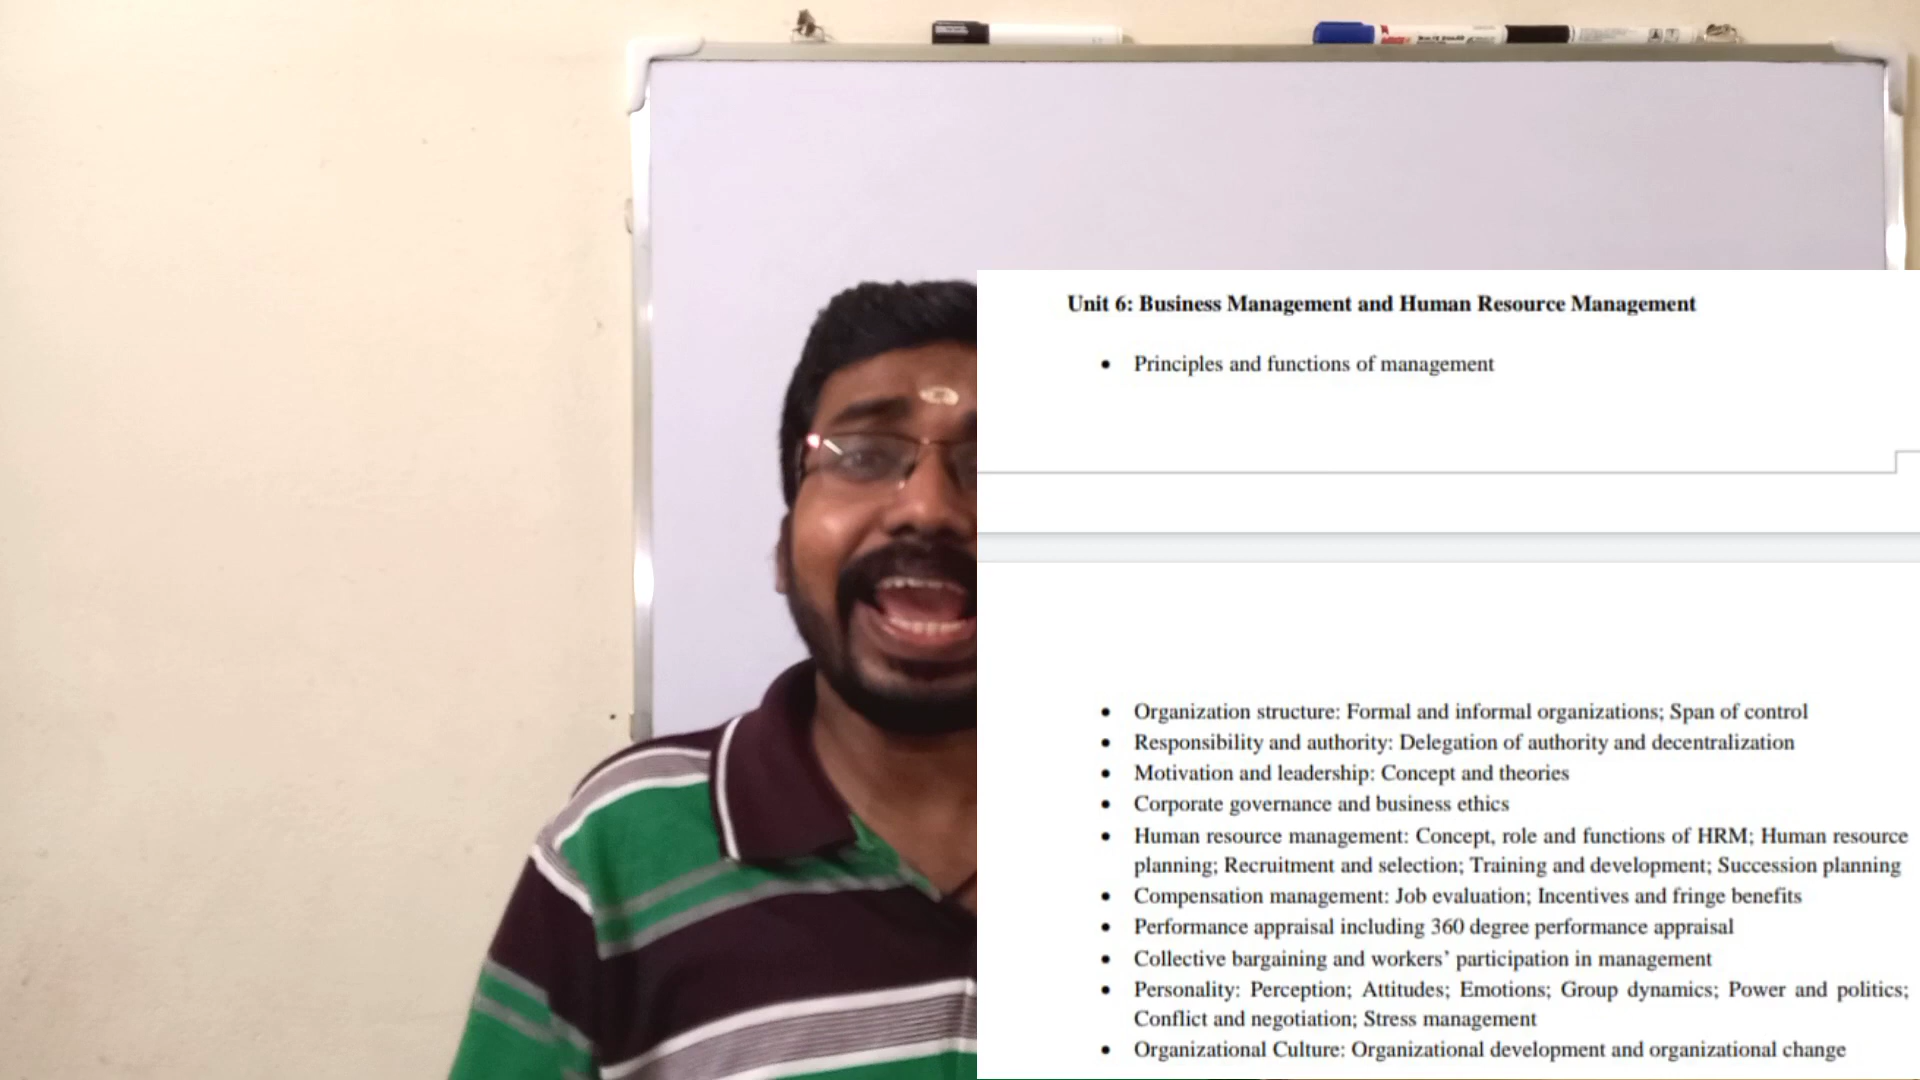 Unit 6: Business Management and Human Resource Management
• Principles and functions of management
• Organization structure: Formal and informal organizations; Span of control
• Responsibility and authority: Delegation of authority and decentralization
• Motivation and leadership: Concept and theories
• Corporate governance and business ethics
• Human resource management: Concept, role and functions of HRM; Human resource
planning; Recruitment and selection; Training and development; Succession planning
• Compensation management: Job evaluation; Incentives and fringe benefits
• Performance appraisal including 360 degree performance appraisal
• Collective bargaining and workers’ participation in management
• Personality: Perception; Attitudes; Emotions; Group dynamics; Power and politics;
Conflict and negotiation; Stress management
• Organizational Culture: Organizational development and organizational change